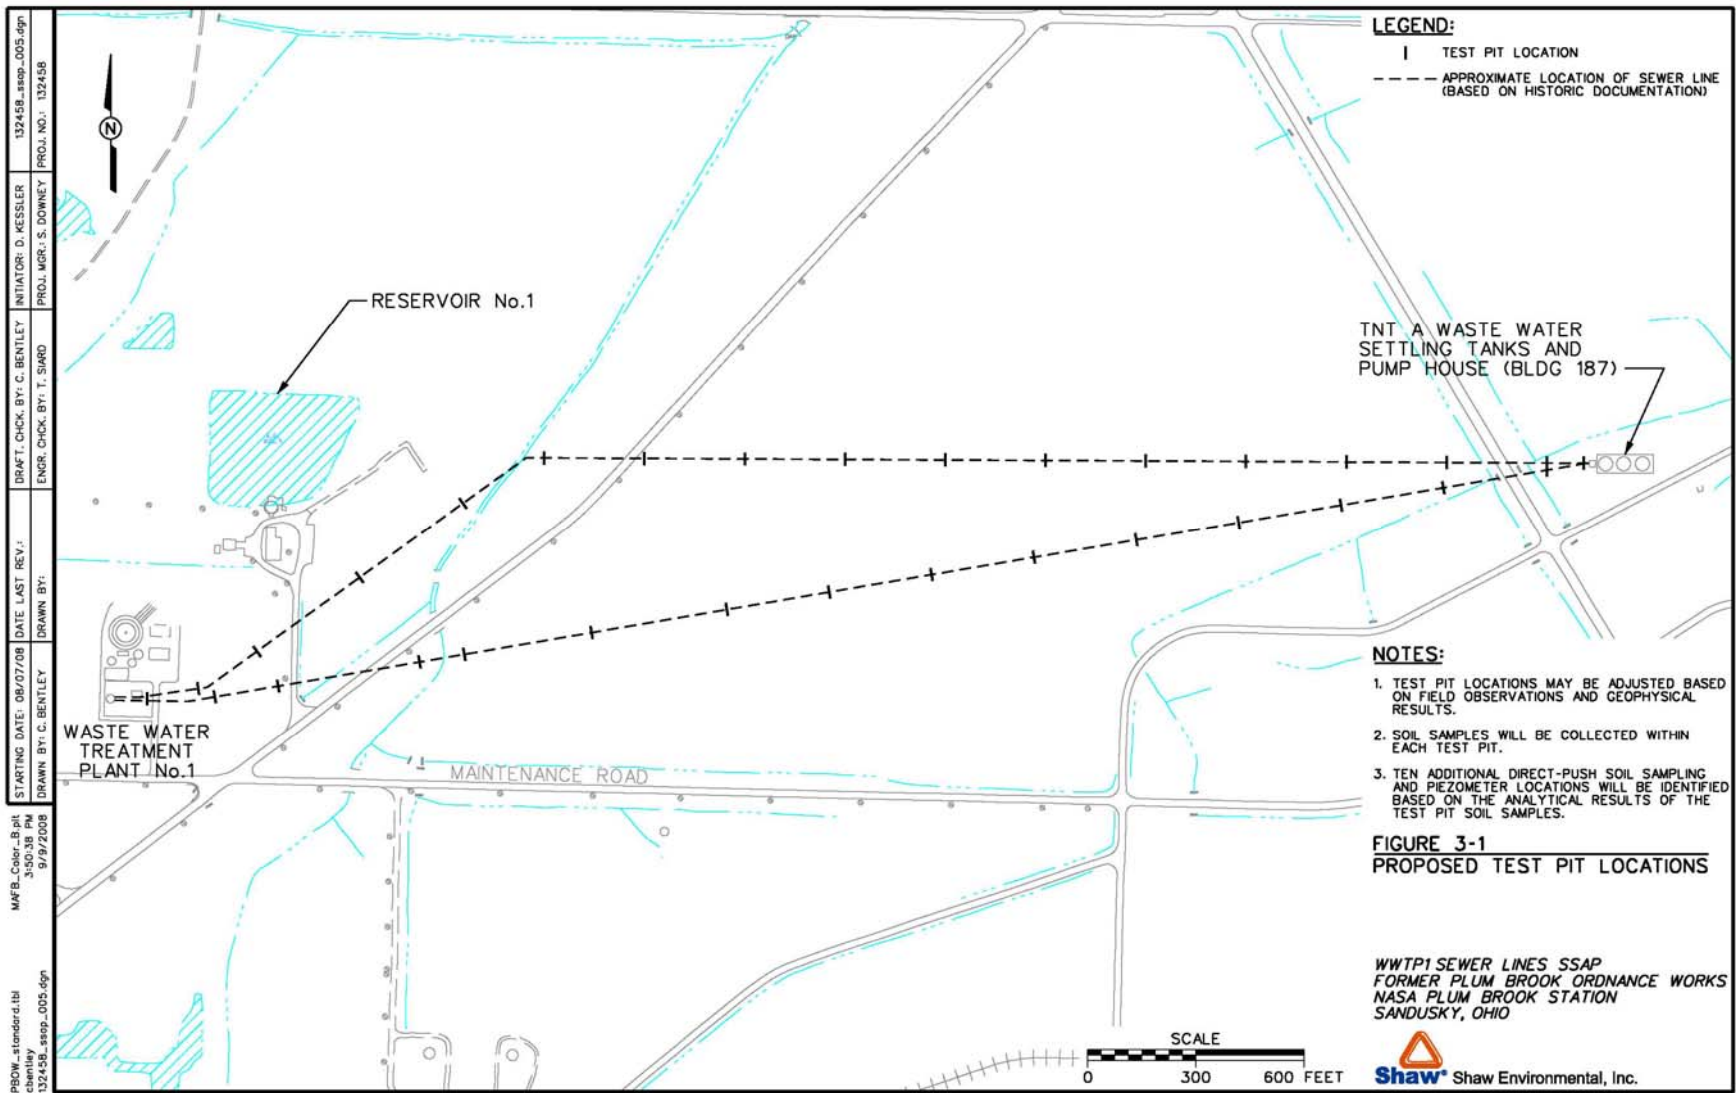 132458_ssap_005.dgn
INITIATOR: D. KESSLER
PROJ. MGR.: S. DOWNEY
PROJ. NO.: 132458
DRAFT. CHCK. BY: C. BENTLEY
ENGR. CHCK. BY: T. SIARD
DATE LAST REV.:
DRAWN BY:
STARTING DATE: 08/07/08
DRAWN BY: C. BENTLEY
MAFB_Color_B.plt
3:50:38 PM
9/9/2008
PBOW_standard.tbl
cbentley
132458_ssap_005.dgn
N
RESERVOIR No.1
TNT A WASTE WATER
SETTLING TANKS AND
PUMP HOUSE (BLDG 187)
WASTE WATER
TREATMENT
PLANT No.1
MAINTENANCE ROAD
LEGEND:
TEST PIT LOCATION
APPROXIMATE LOCATION OF SEWER LINE
(BASED ON HISTORIC DOCUMENTATION)
NOTES:
1. TEST PIT LOCATIONS MAY BE ADJUSTED BASED
ON FIELD OBSERVATIONS AND GEOPHYSICAL
RESULTS.
2. SOIL SAMPLES WILL BE COLLECTED WITHIN
EACH TEST PIT.
3. TEN ADDITIONAL DIRECT-PUSH SOIL SAMPLING
AND PIEZOMETER LOCATIONS WILL BE IDENTIFIED
BASED ON THE ANALYTICAL RESULTS OF THE
TEST PIT SOIL SAMPLES.
FIGURE 3-1
PROPOSED TEST PIT LOCATIONS
WWTP1 SEWER LINES SSAP
FORMER PLUM BROOK ORDNANCE WORKS
NASA PLUM BROOK STATION
SANDUSKY, OHIO
SCALE
0 300 600 FEET
Shaw® Shaw Environmental, Inc.